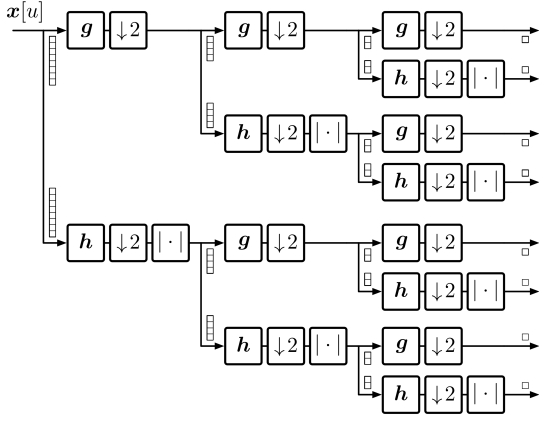 x[u]
g ↓2 g ↓2 g ↓2
h ↓2 |·|
h ↓2 |·| g ↓2
h ↓2 |·|
h ↓2 |·| g ↓2 g ↓2
h ↓2 |·|
h ↓2 |·| g ↓2
h ↓2 |·|